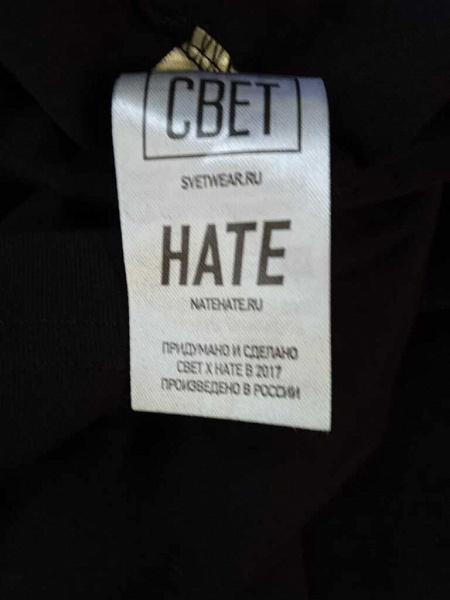 СВЕТ
SVETWEAR.RU
HATE
NATEHATE.RU
ПРИДУМАНО И СДЕЛАНО
СВЕТ X HATE В 2017
ПРОИЗВЕДЕНО В РОССИИ